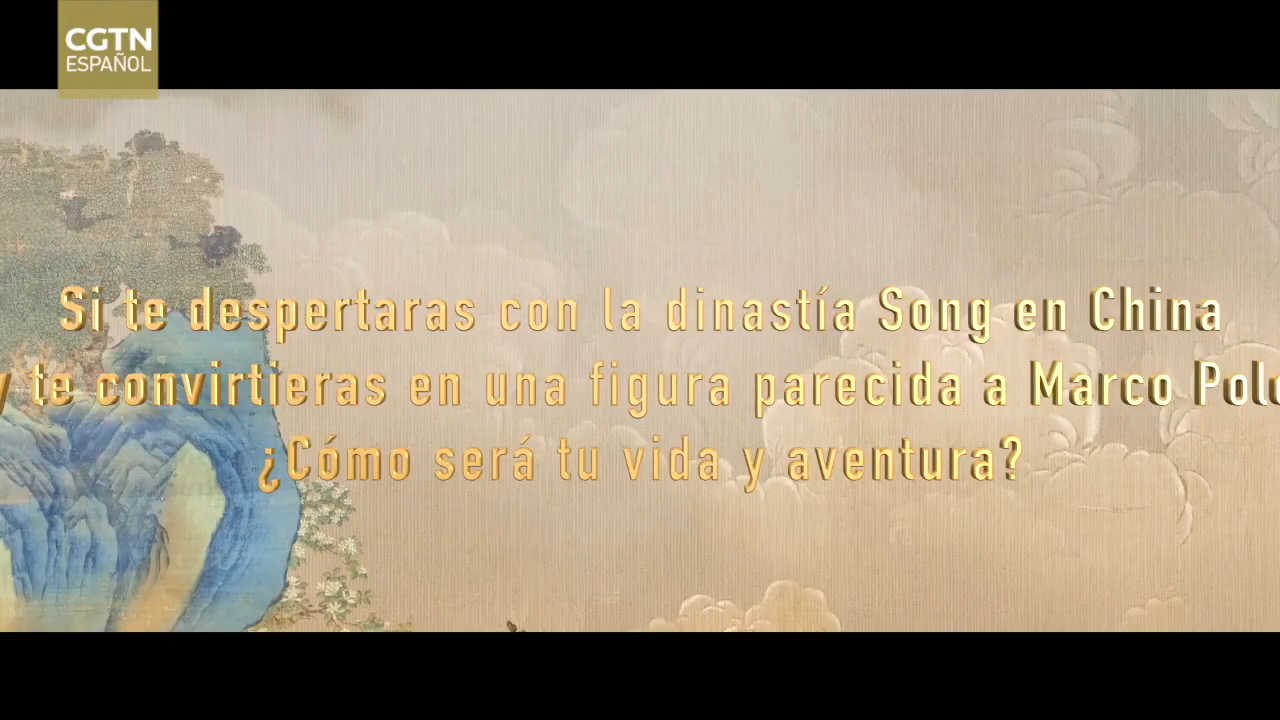 CGTN
ESPAÑOL
Si te despertaras con la dinastía Song en China
y te convirtieras en una figura parecida a Marco Polo
¿Cómo será tu vida y aventura?